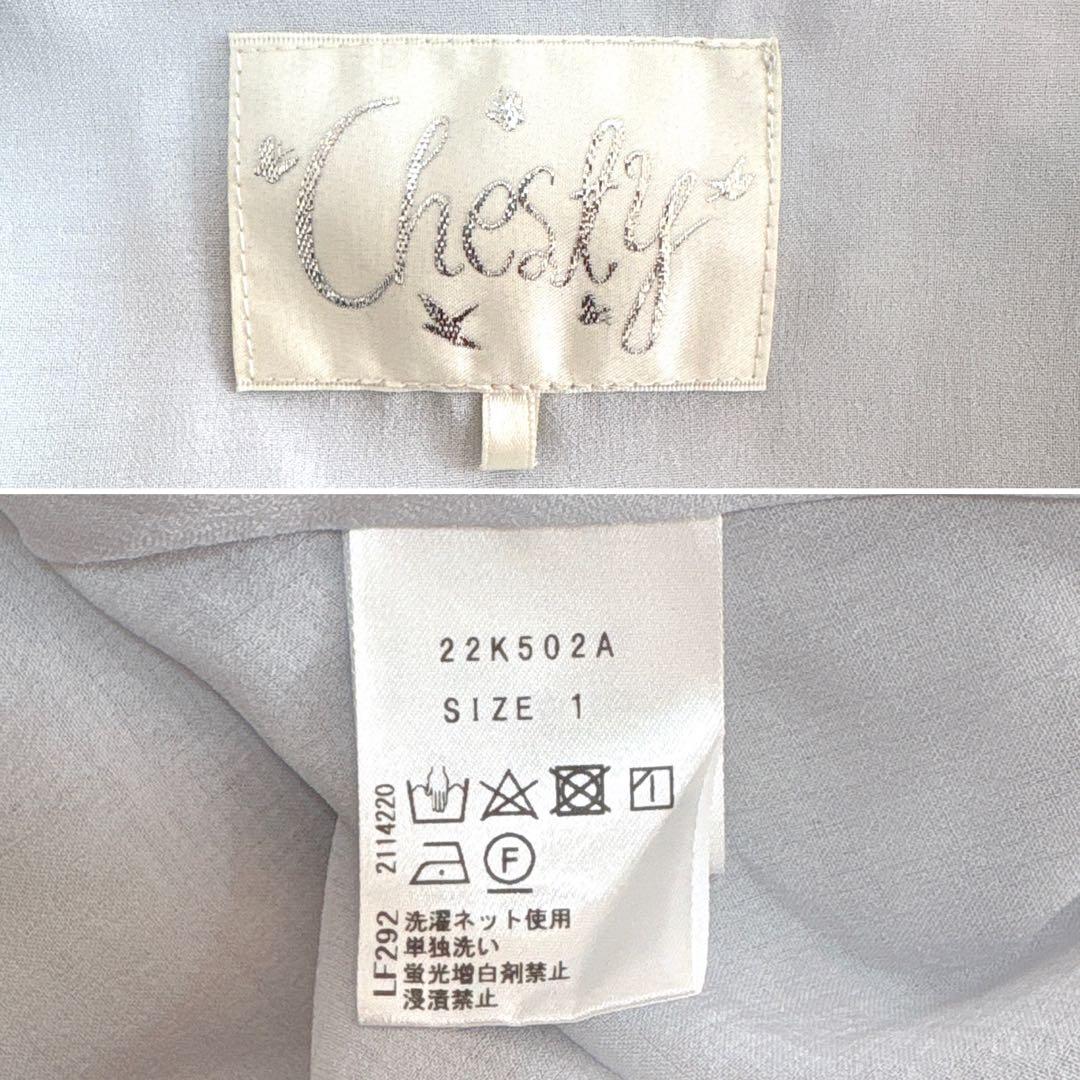 Chesty
22K502A
SIZE 1
F
洗濯ネット使用
単独洗い
蛍光増白剤禁止
浸漬禁止
LF292 2114220